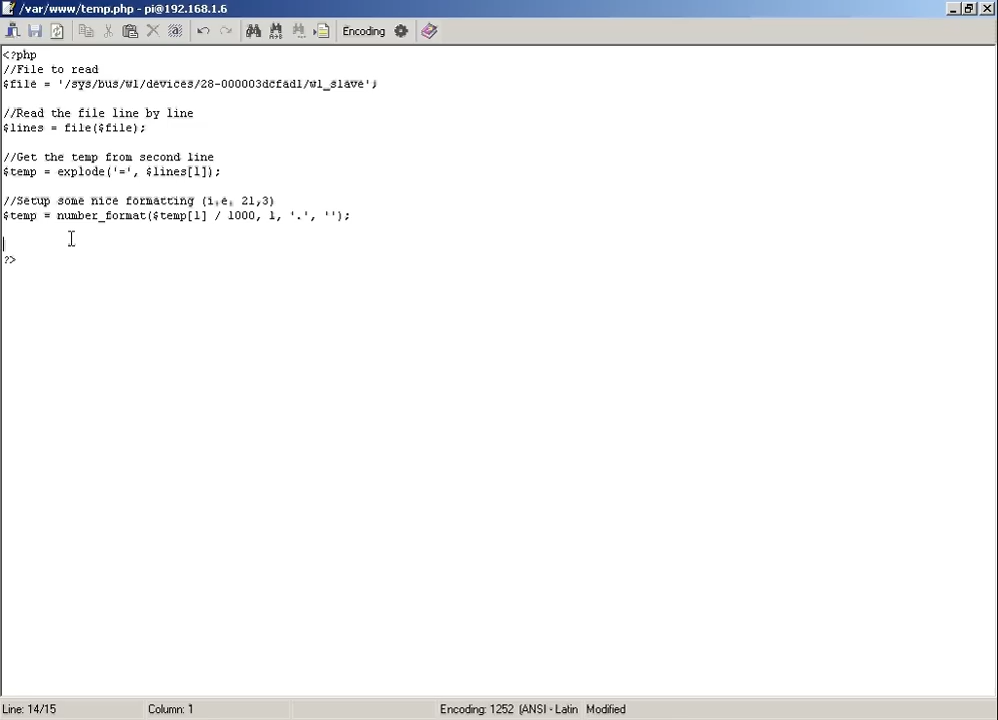 /var/www/temp.php - pi@192.168.1.6
Encoding
<?php
//File to read
$file = '/sys/bus/w1/devices/28-000003dcfad1/w1_slave';
//Read the file line by line
$lines = file($file);
//Get the temp from second line
$temp = explode('=', $lines[1]);
//Setup some nice formatting (i.e. 21,3)
$temp = number_format($temp[1] / 1000, 1, '.', '');
?>
Line: 14/15
Column: 1
Encoding: 1252 (ANSI - Latin
Modified